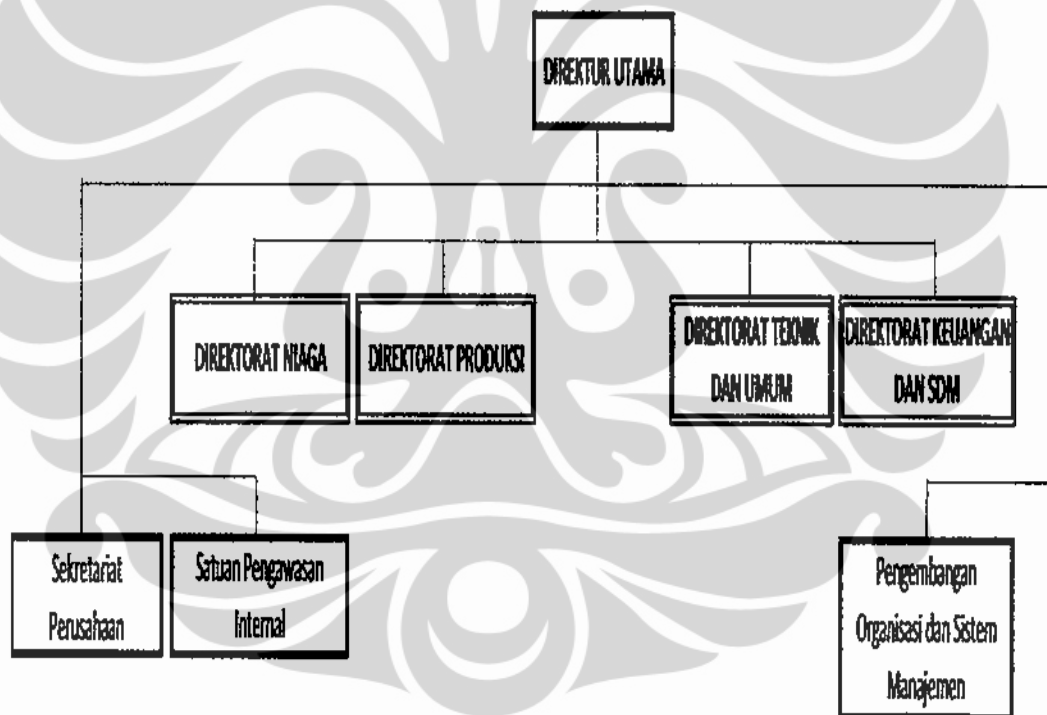 DIREKTUR UTAMA
DIREKTORAT NIAGA
DIREKTORAT PRODUKSI
DIREKTORAT TEKNIK
DAN UMUM
DIREKTORAT KEUANGAN
DAN SDM
Sekretariat
Perusahaan
Satuan Pengawasan
Internal
Pengembangan
Organisasi dan Sistem
Manajemen